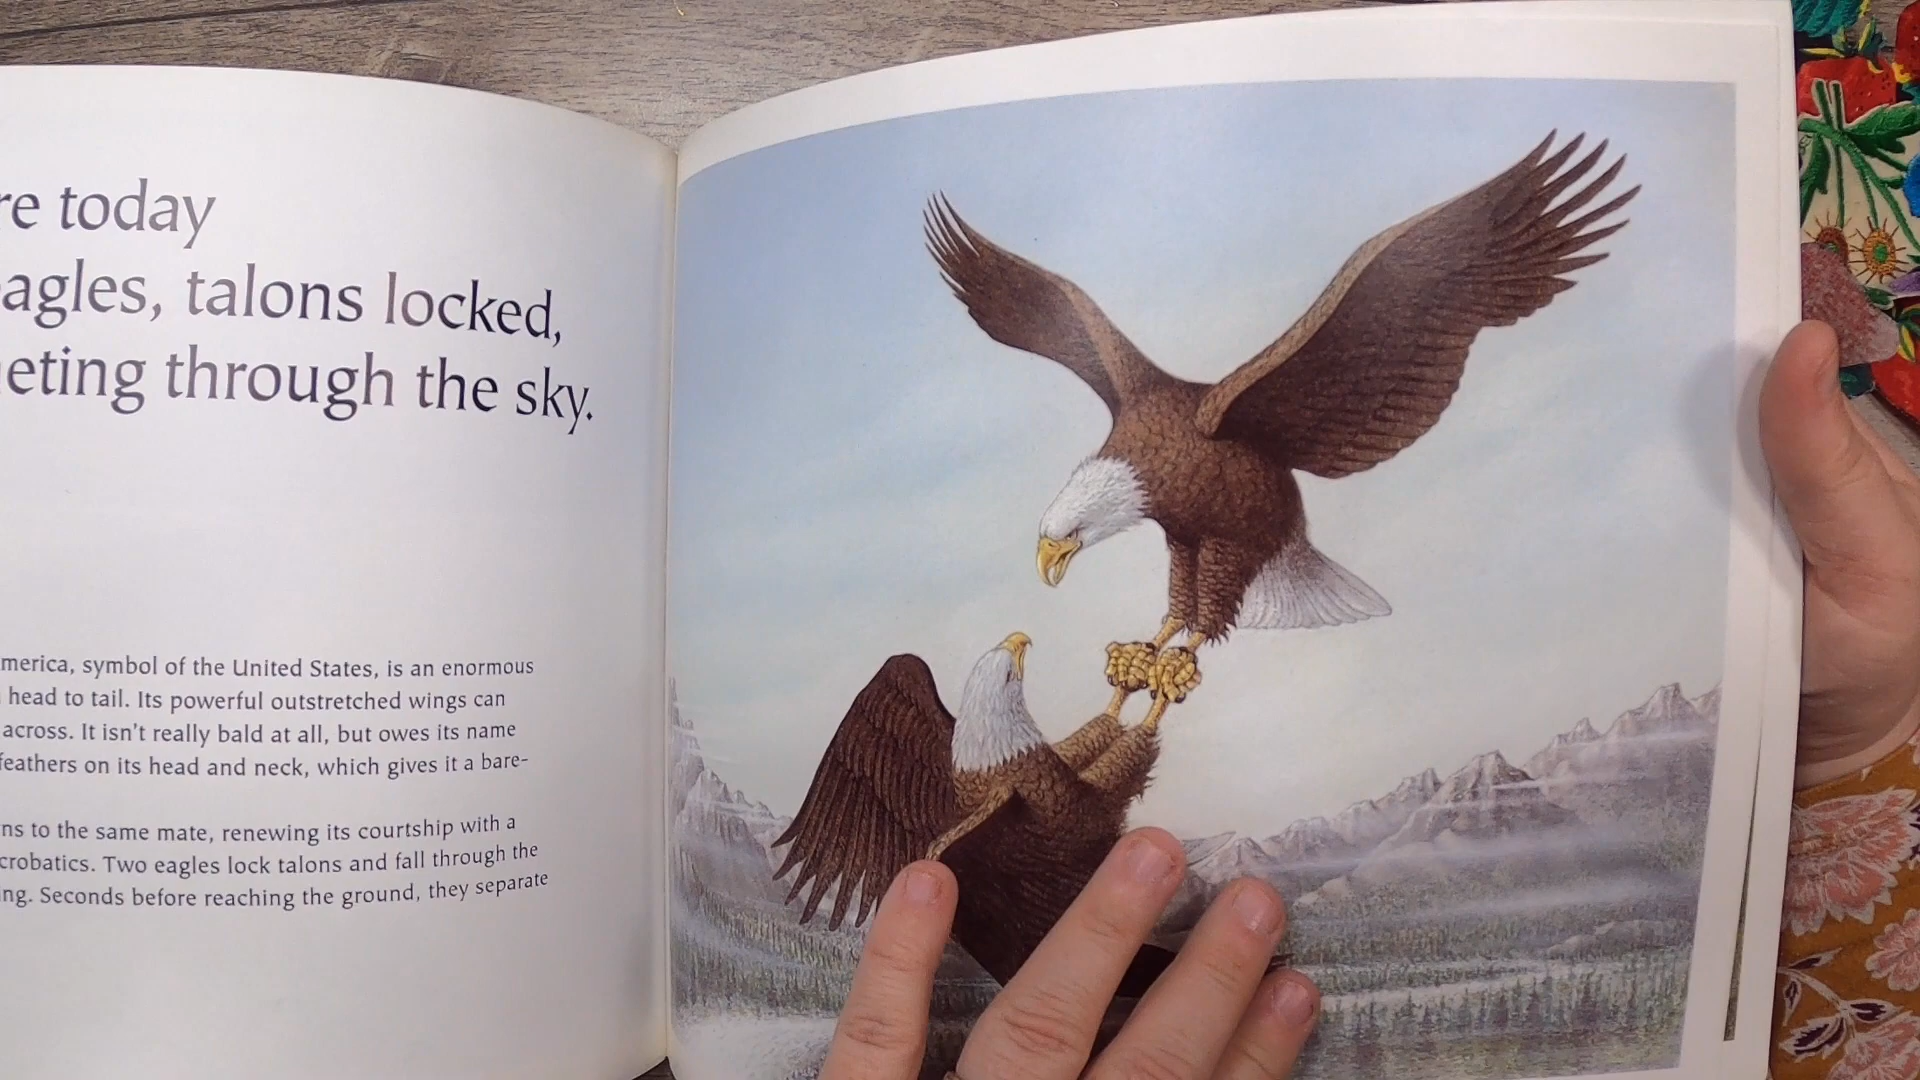 re today
agles, talons locked,
eting through the sky.
merica, symbol of the United States, is an enormous
head to tail. Its powerful outstretched wings can
across. It isn't really bald at all, but owes its name
feathers on its head and neck, which gives it a bare-
ns to the same mate, renewing its courtship with a
crobatics. Two eagles lock talons and fall through the
ng. Seconds before reaching the ground, they separate